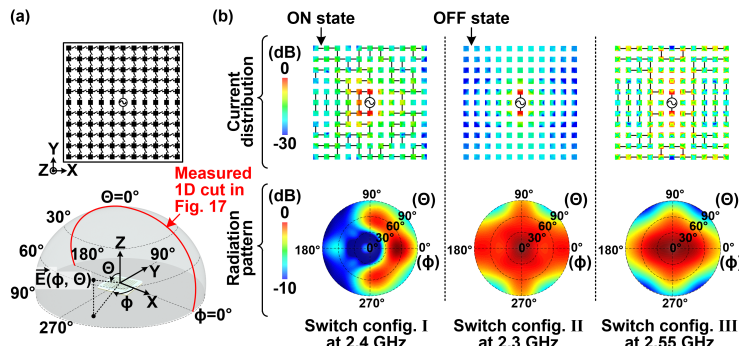 (a)
Y
Z
X
Measured
1D cut in
Fig. 17
Θ=0°
30°
60°
90°
180°
Z
Θ
Y
X
E(ϕ, Θ)
ϕ
270°
ϕ=0°
(b)
ON state
OFF state
Current
distribution
(dB)
0
-30
Radiation
pattern
(dB)
0
-10
90°
(Θ)
90°
60°
30°
180°
0°
0°
(ϕ)
270°
90°
(Θ)
90°
60°
30°
180°
0°
0°
(ϕ)
270°
90°
(Θ)
90°
60°
30°
180°
0°
0°
(ϕ)
270°
Switch config. I
at 2.4 GHz
Switch config. II
at 2.3 GHz
Switch config. III
at 2.55 GHz